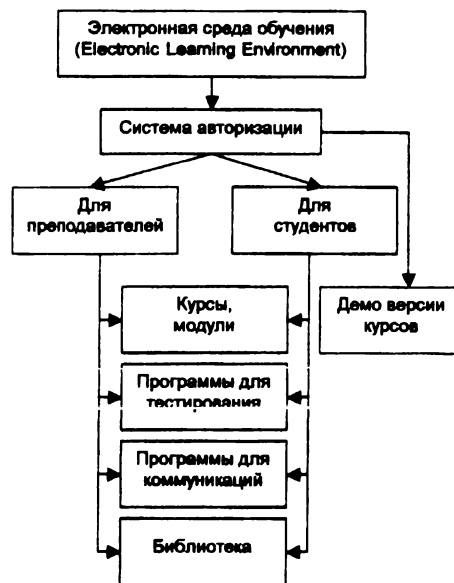 Электронная среда обучения
(Electronic Learning Environment)
Система авторизации
Для
преподавателей
Для
студентов
Курсы,
модули
Демо версии
курсов
Программы для
тестирования
Программы для
коммуникаций
Библиотека